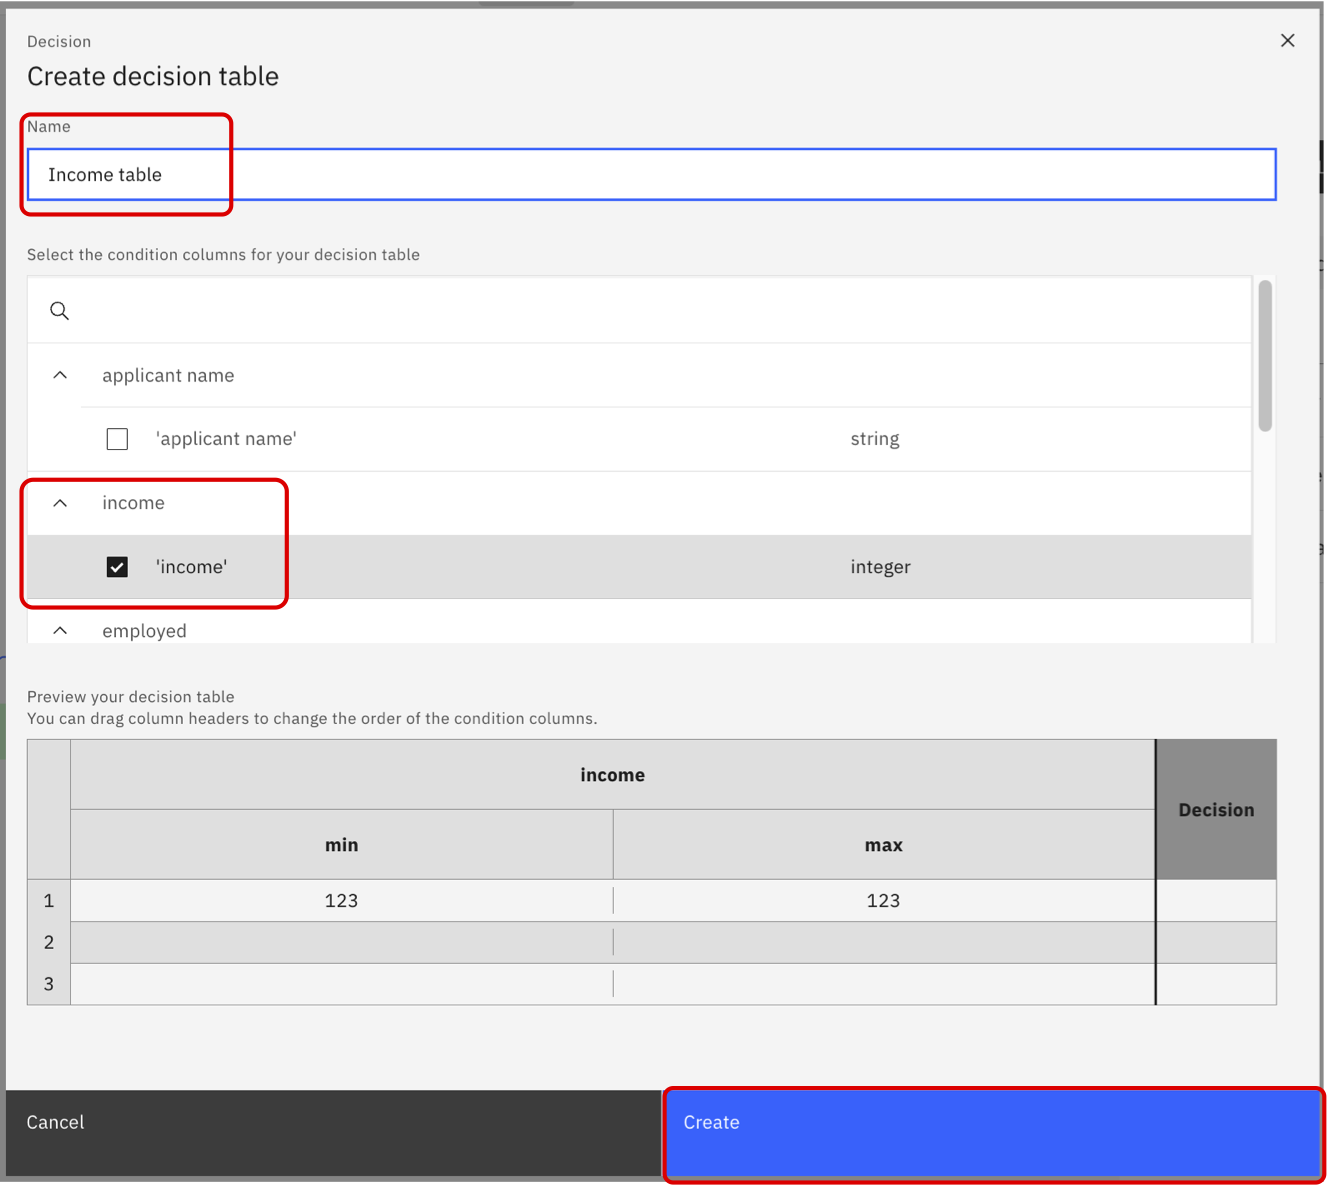 Decision
Create decision table
Name
Income table
Select the condition columns for your decision table
applicant name
'applicant name' string
income
'income' integer
employed
Preview your decision table
You can drag column headers to change the order of the condition columns.
income
Decision
min max
1 123 123
2
3
Cancel Create